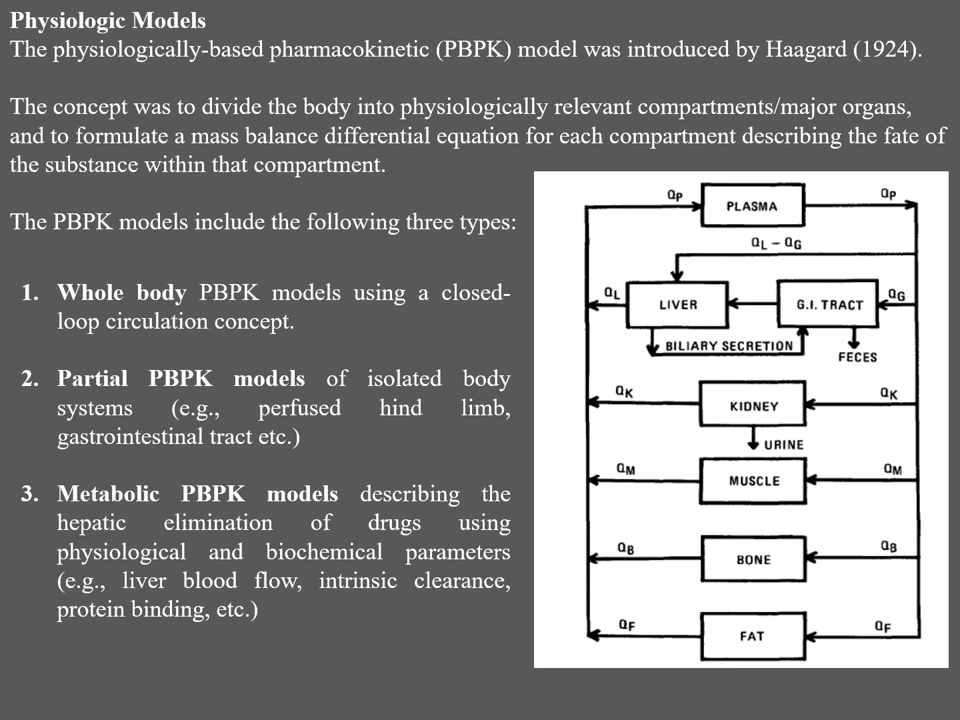 Physiologic Models
The physiologically-based pharmacokinetic (PBPK) model was introduced by Haagard (1924).
The concept was to divide the body into physiologically relevant compartments/major organs,
and to formulate a mass balance differential equation for each compartment describing the fate of
the substance within that compartment.
The PBPK models include the following three types:
1. Whole body PBPK models using a closed-
loop circulation concept.
2. Partial PBPK models of isolated body
systems (e.g., perfused hind limb,
gastrointestinal tract etc.)
3. Metabolic PBPK models describing the
hepatic elimination of drugs using
physiological and biochemical parameters
(e.g., liver blood flow, intrinsic clearance,
protein binding, etc.)
QP PLASMA QP
QL – QG
QL LIVER G.I. TRACT QG
BILIARY SECRETION
FECES
QK KIDNEY QK
URINE
QM MUSCLE QM
QB BONE QB
QF FAT QF